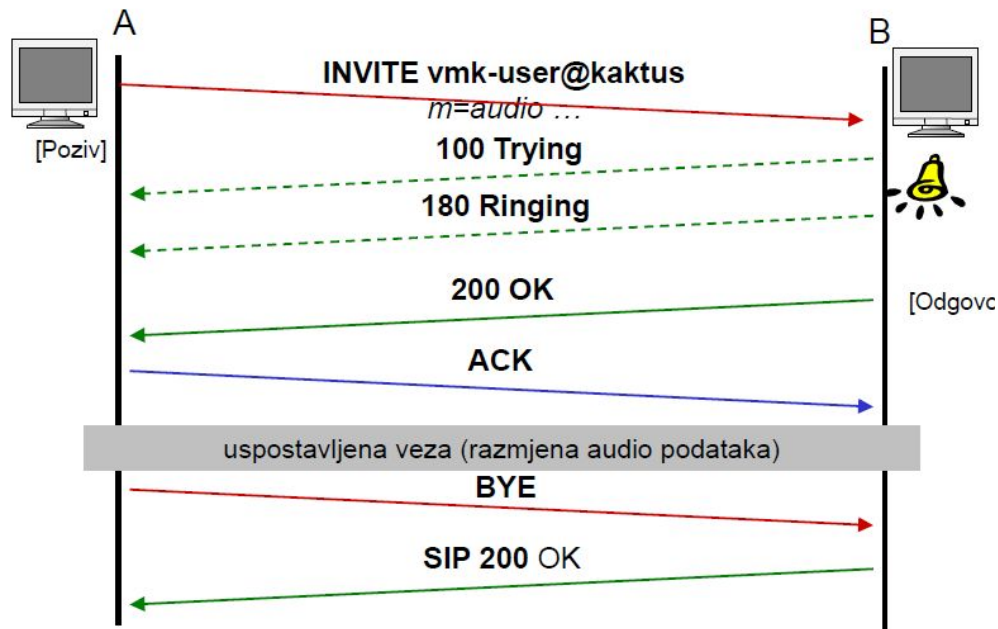 A
B
INVITE vmk-user@kaktus
m=audio ...
[Poziv]
100 Trying
180 Ringing
200 OK
[Odgovo
ACK
uspostavljena veza (razmjena audio podataka)
BYE
SIP 200 OK